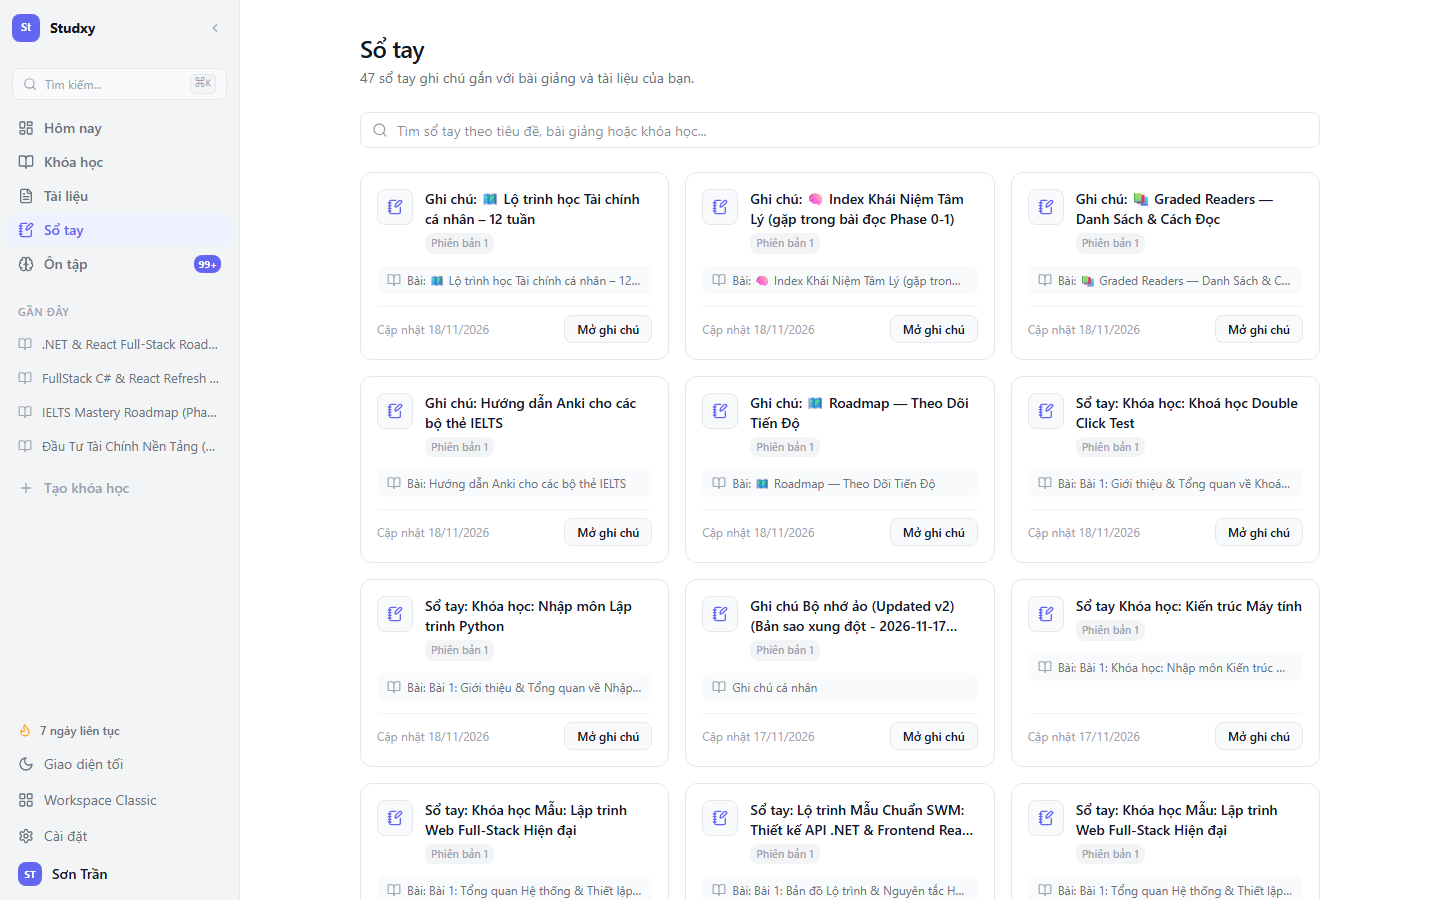 St Studxy
Tìm kiếm... ⌘K
Hôm nay
Khóa học
Tài liệu
Sổ tay
Ôn tập 99+
GẦN ĐÂY
.NET & React Full-Stack Road...
FullStack C# & React Refresh ...
IELTS Mastery Roadmap (Pha...
Đầu Tư Tài Chính Nền Tảng (...
Tạo khóa học
7 ngày liên tục
Giao diện tối
Workspace Classic
Cài đặt
ST Sơn Trần
Sổ tay
47 sổ tay ghi chú gắn với bài giảng và tài liệu của bạn.
Tìm sổ tay theo tiêu đề, bài giảng hoặc khóa học...
Ghi chú: 🗺️ Lộ trình học Tài chính
cá nhân – 12 tuần
Phiên bản 1
Bài: 🗺️ Lộ trình học Tài chính cá nhân – 12...
Cập nhật 18/11/2026 Mở ghi chú
Ghi chú: 🧠 Index Khái Niệm Tâm
Lý (gặp trong bài đọc Phase 0-1)
Phiên bản 1
Bài: 🧠 Index Khái Niệm Tâm Lý (gặp tron...
Cập nhật 18/11/2026 Mở ghi chú
Ghi chú: 📚 Graded Readers —
Danh Sách & Cách Đọc
Phiên bản 1
Bài: 📚 Graded Readers — Danh Sách & C...
Cập nhật 18/11/2026 Mở ghi chú
Ghi chú: Hướng dẫn Anki cho các
bộ thẻ IELTS
Phiên bản 1
Bài: Hướng dẫn Anki cho các bộ thẻ IELTS
Cập nhật 18/11/2026 Mở ghi chú
Ghi chú: 🗺️ Roadmap — Theo Dõi
Tiến Độ
Phiên bản 1
Bài: 🗺️ Roadmap — Theo Dõi Tiến Độ
Cập nhật 18/11/2026 Mở ghi chú
Sổ tay: Khóa học: Khoá học Double
Click Test
Phiên bản 1
Bài: Bài 1: Giới thiệu & Tổng quan về Khoá...
Cập nhật 18/11/2026 Mở ghi chú
Sổ tay: Khóa học: Nhập môn Lập
trình Python
Phiên bản 1
Bài: Bài 1: Giới thiệu & Tổng quan về Nhập...
Cập nhật 18/11/2026 Mở ghi chú
Ghi chú Bộ nhớ ảo (Updated v2)
(Bản sao xung đột - 2026-11-17...
Phiên bản 1
Ghi chú cá nhân
Cập nhật 17/11/2026 Mở ghi chú
Sổ tay Khóa học: Kiến trúc Máy tính
Phiên bản 1
Bài: Bài 1: Khóa học: Nhập môn Kiến trúc ...
Cập nhật 17/11/2026 Mở ghi chú
Sổ tay: Khóa học Mẫu: Lập trình
Web Full-Stack Hiện đại
Phiên bản 1
Bài: Bài 1: Tổng quan Hệ thống & Thiết lập...
Sổ tay: Lộ trình Mẫu Chuẩn SWM:
Thiết kế API .NET & Frontend Rea...
Phiên bản 1
Bài: Bài 1: Bản đồ Lộ trình & Nguyên tắc H...
Sổ tay: Khóa học Mẫu: Lập trình
Web Full-Stack Hiện đại
Phiên bản 1
Bài: Bài 1: Tổng quan Hệ thống & Thiết lập...